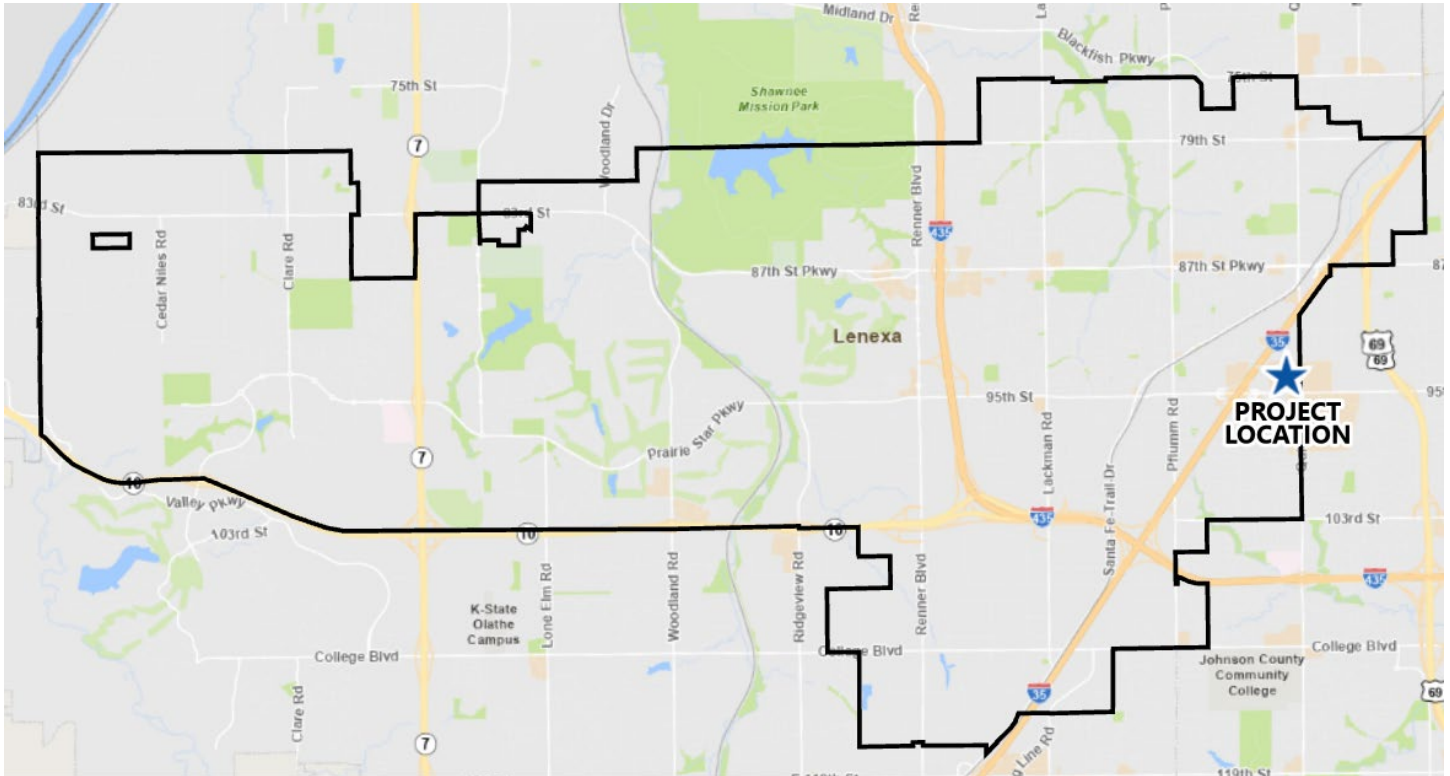 Midland Dr
Blackfish Pkwy
75th St
75th St
Shawnee
Mission Park
Woodland Dr
7
79th St
83rd St
83rd St
Renner Blvd
435
Cedar Niles Rd
Clare Rd
87th St Pkwy
87th St Pkwy
Lenexa
35
69
69
95th St
PROJECT
LOCATION
Prairie Star Pkwy
Pflumm Rd
Lackman Rd
Santa Fe-Trail-Dr
7
10
Valley Pkwy
103rd St
10
10
435
103rd St
435
Lone Elm Rd
Woodland Rd
Ridgeview Rd
Renner Blvd
K-State
Olathe
Campus
College Blvd
College Blvd
College Blvd
Johnson County
Community
College
35
69
Clare Rd
7
Line Rd
119th St